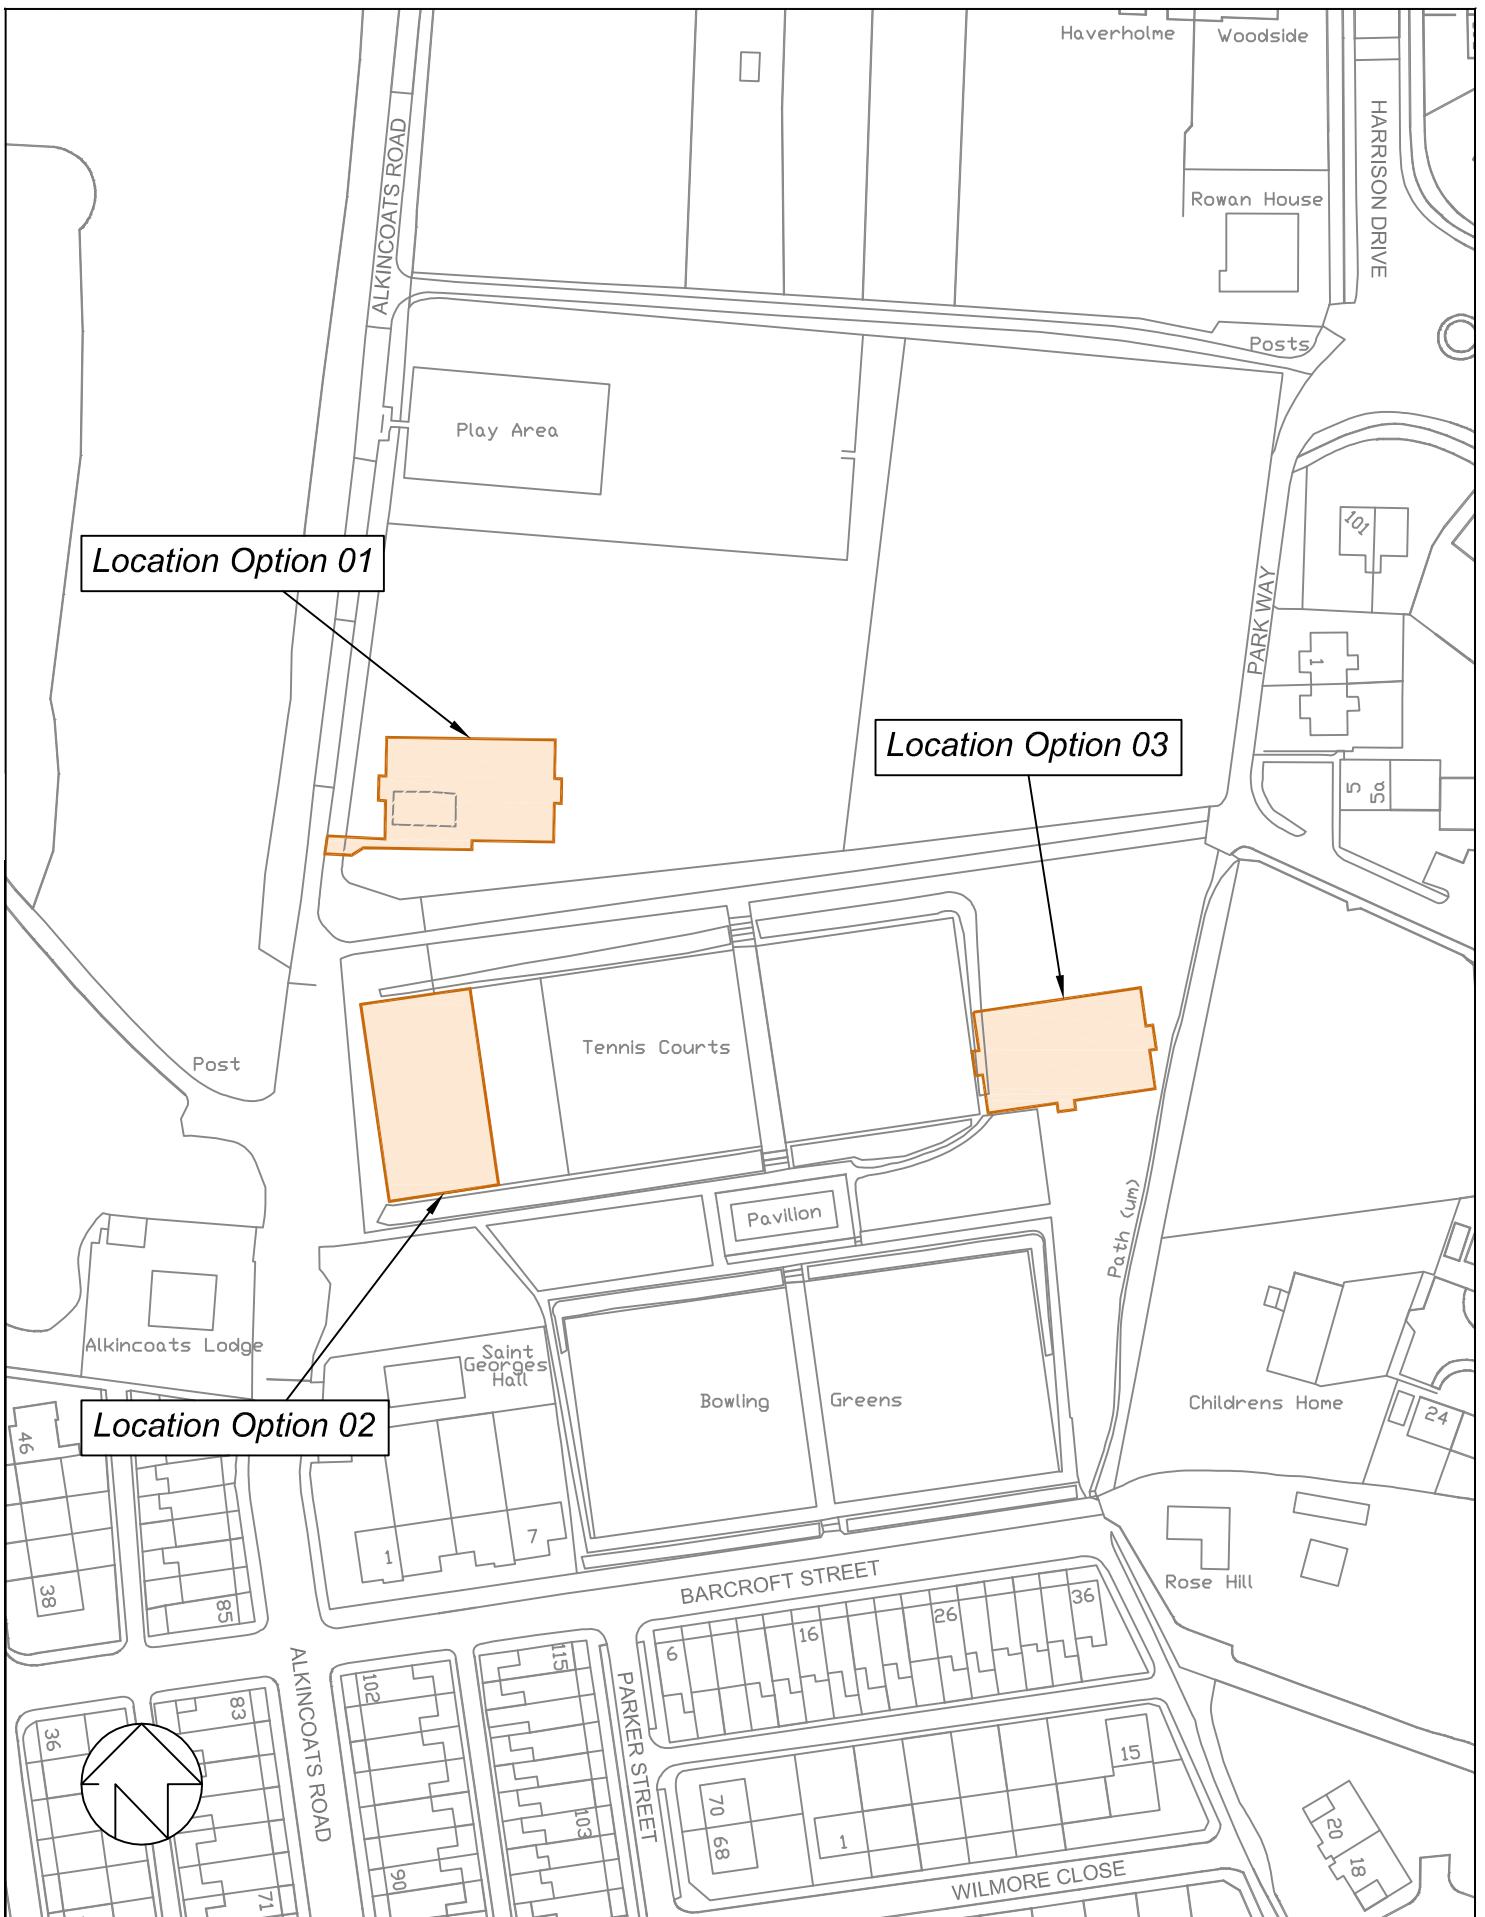 Haverholme
Woodside
HARRISON DRIVE
ALKINCOATS ROAD
Rowan House
Posts
Play Area
101
Location Option 01
PARK WAY
1
Location Option 03
5
5a
Tennis Courts
Post
Path (um)
Pavilion
Alkincoats Lodge
Saint
Georges
Hall
Bowling
Greens
Childrens Home
24
Location Option 02
46
7
1
38
85
BARCROFT STREET
Rose Hill
36
26
16
6
115
102
ALKINCOATS ROAD
PARKER STREET
83
36
N
15
70
68
1
103
20
18
90
71
WILMORE CLOSE